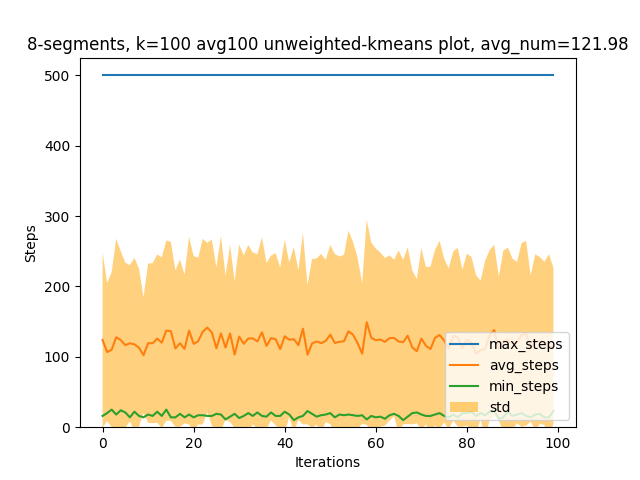 8-segments, k=100 avg100 unweighted-kmeans plot, avg_num=121.98
500
400
300
200
100
0
Steps
max_steps
avg_steps
min_steps
std
0 20 40 60 80 100
Iterations